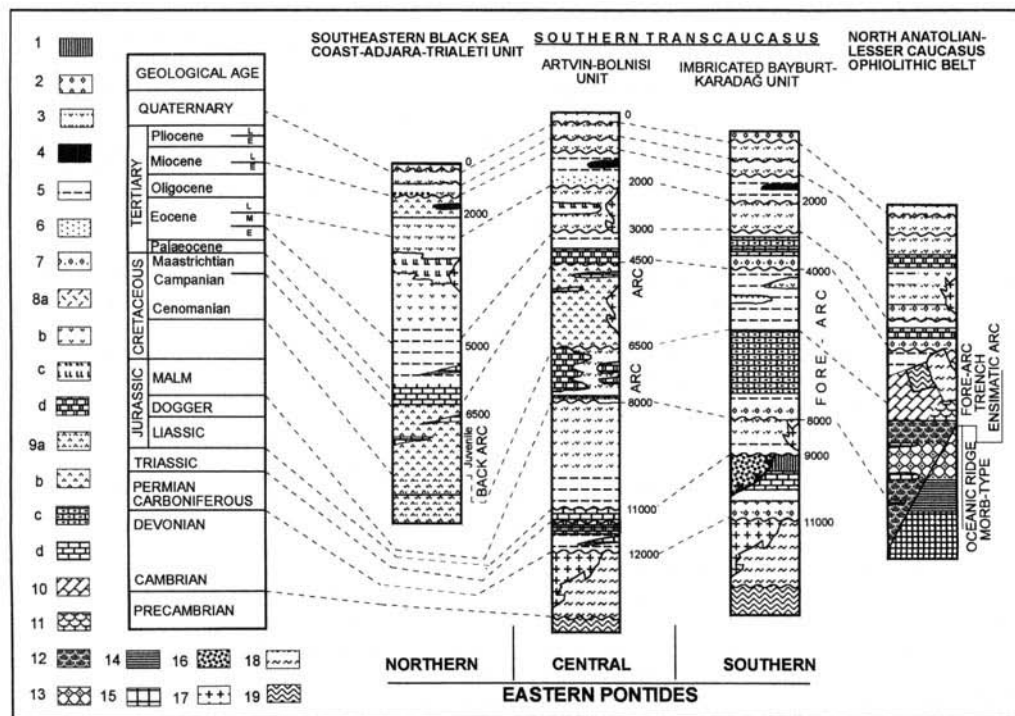 SOUTHEASTERN BLACK SEA
COAST-ADJARA-TRIALETI UNIT
SOUTHERN TRANSCAUCASUS
ARTVIN-BOLNISI
UNIT
IMBRICATED BAYBURT-
KARADAĞ UNIT
NORTH ANATOLIAN-
LESSER CAUCASUS
OPHIOLITHIC BELT
1
2
3
4
5
6
7
8a
b
c
d
9a
b
c
d
10
11
12
13
14
15
16
17
18
19
GEOLOGICAL AGE
QUATERNARY
TERTIARY
Pliocene
L
E
Miocene
L
E
Oligocene
Eocene
L
M
E
Palaeocene
CRETACEOUS
Maastrichtian
Campanian
Cenomanian
JURASSIC
MALM
DOGGER
LIASSIC
TRIASSIC
PERMIAN
CARBONIFEROUS
DEVONIAN
CAMBRIAN
PRECAMBRIAN
0
2000
5000
6500
Juvenile
BACK ARC
0
2000
3000
4500
ARC
6500
ARC
8000
11000
12000
2000
4000
FORE ARC
8000
9000
11000
FORE-ARC
TRENCH
ENSIMATIC ARC
OCEANIC RIDGE
MORB-TYPE
NORTHERN
CENTRAL
SOUTHERN
EASTERN PONTIDES